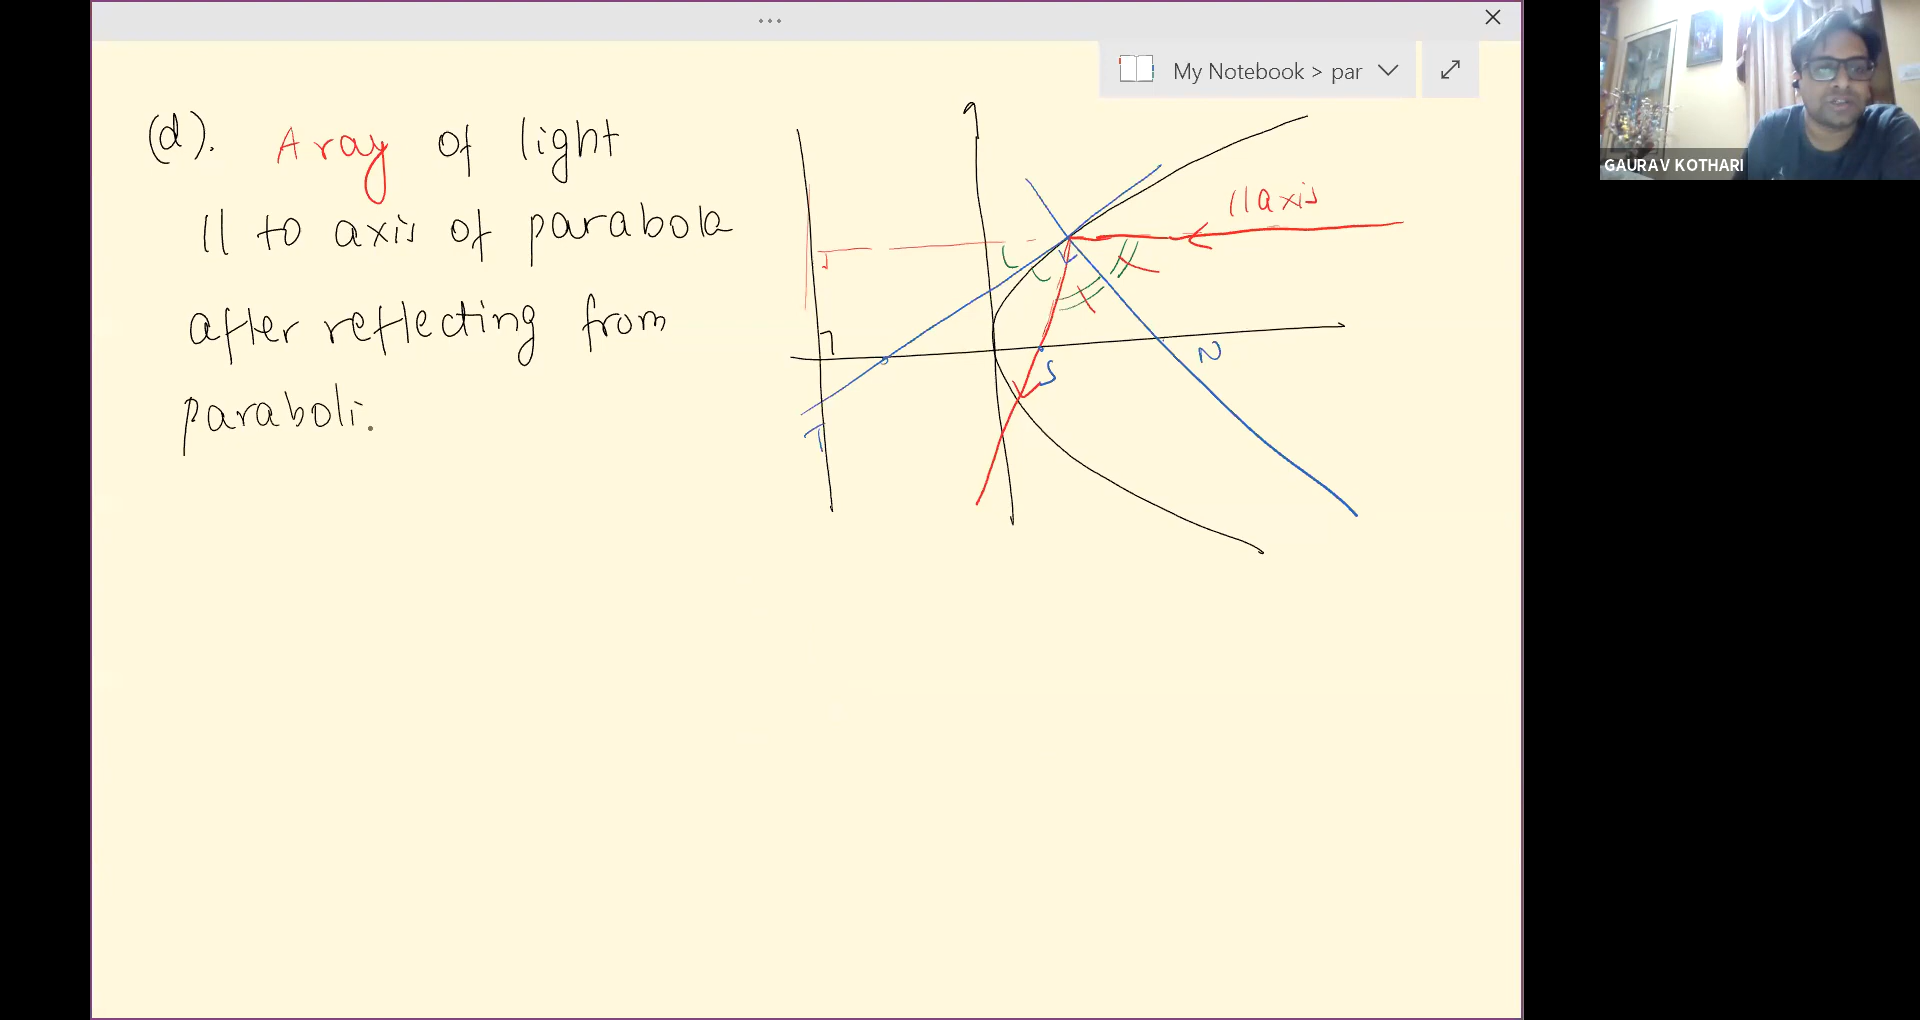 My Notebook > par
GAURAV KOTHARI
(d). A ray of light
|| to axis of parabola
after reflecting from
paraboli.
|| axis
S
N
T